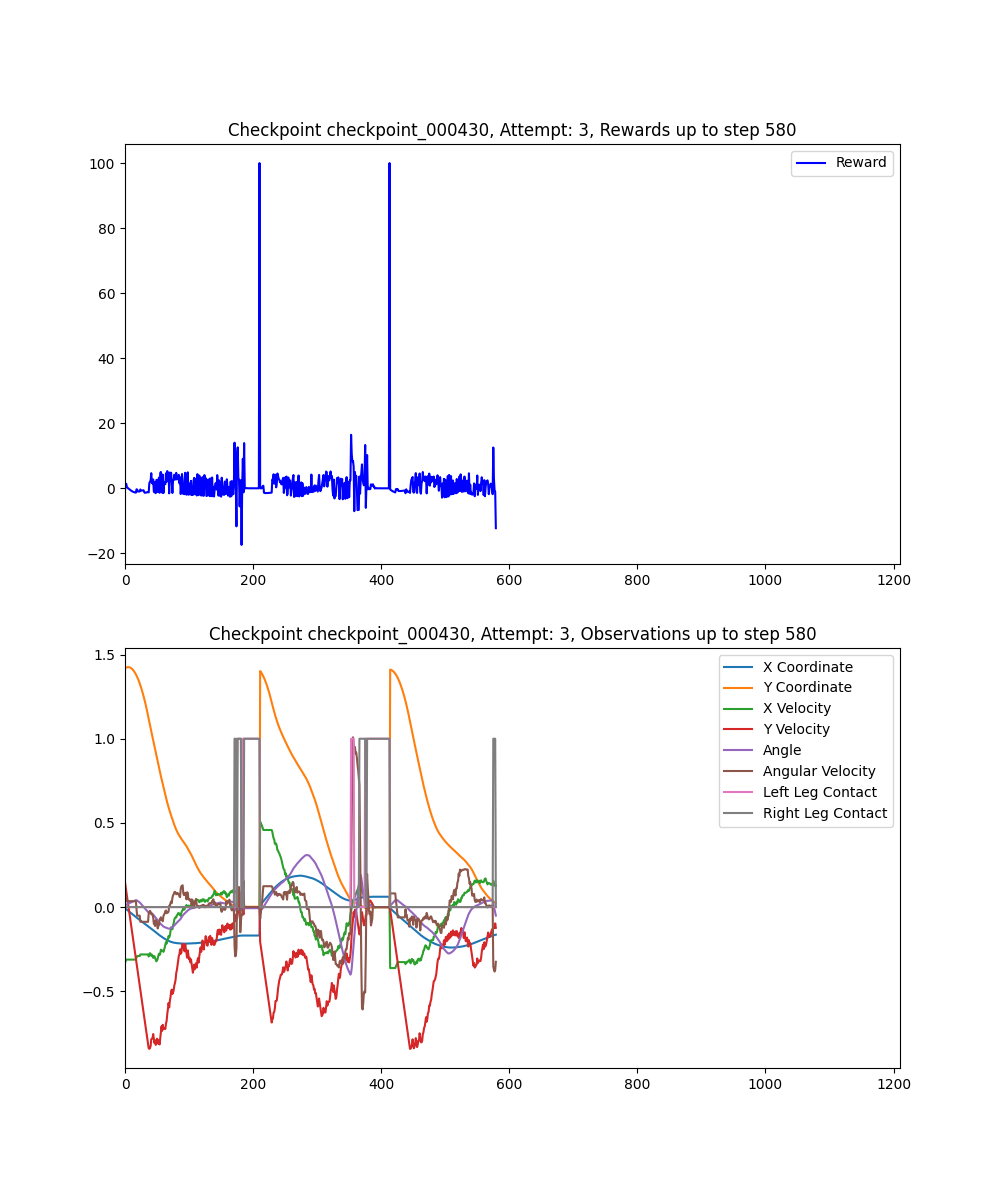 Checkpoint checkpoint_000430, Attempt: 3, Rewards up to step 580
100
80
60
40
20
0
−20
Reward
0 200 400 600 800 1000 1200
Checkpoint checkpoint_000430, Attempt: 3, Observations up to step 580
1.5
1.0
0.5
0.0
−0.5
X Coordinate
Y Coordinate
X Velocity
Y Velocity
Angle
Angular Velocity
Left Leg Contact
Right Leg Contact
0 200 400 600 800 1000 1200